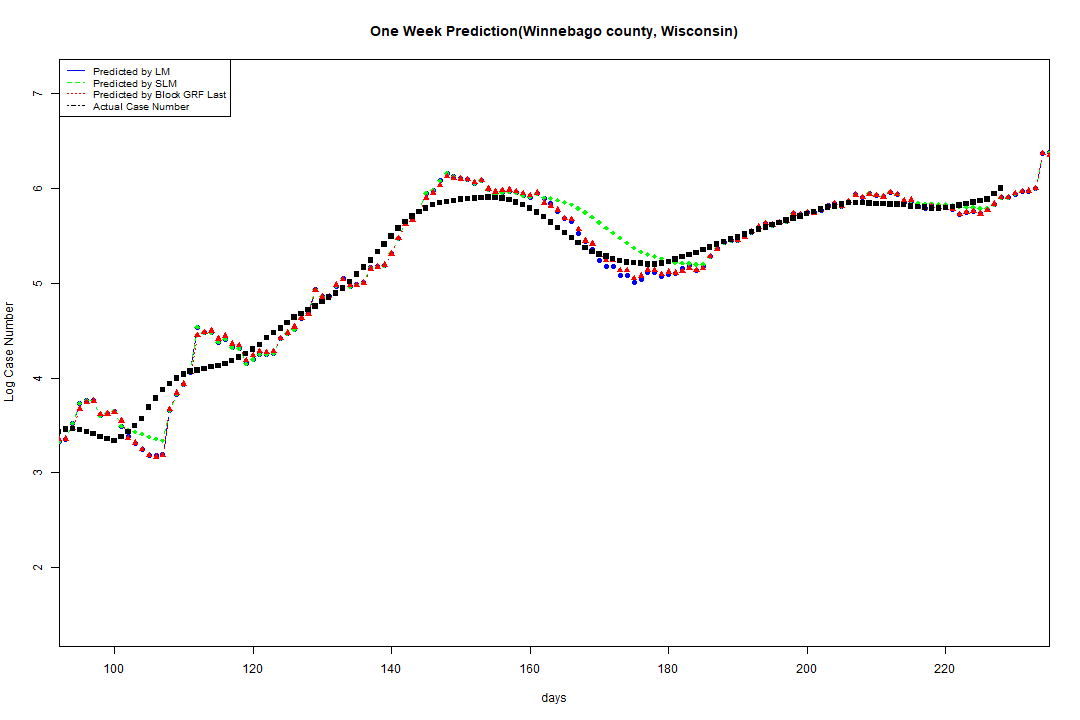 One Week Prediction(Winnebago county, Wisconsin)
Predicted by LM
Predicted by SLM
Predicted by Block GRF Last
Actual Case Number
7
6
5
4
3
2
Log Case Number
100 120 140 160 180 200 220
days